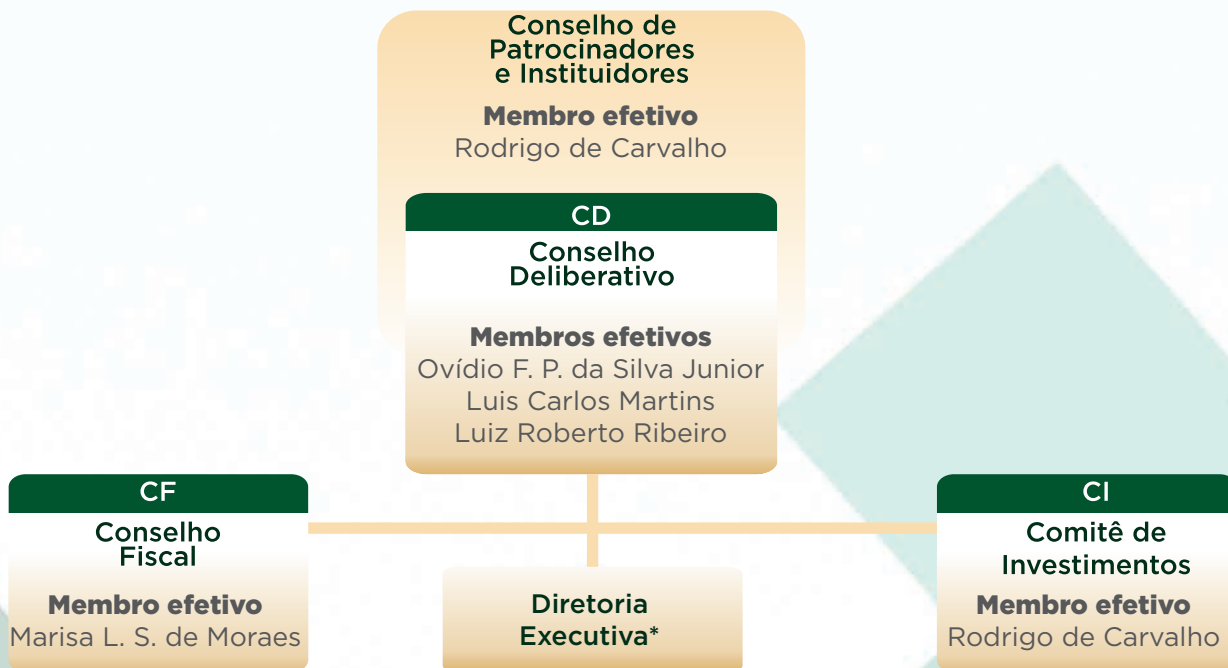 Conselho de
Patrocinadores
e Instituidores
Membro efetivo
Rodrigo de Carvalho
CD
Conselho
Deliberativo
Membros efetivos
Ovídio F. P. da Silva Junior
Luis Carlos Martins
Luiz Roberto Ribeiro
CF
Conselho
Fiscal
Membro efetivo
Marisa L. S. de Moraes
Diretoria
Executiva*
CI
Comitê de
Investimentos
Membro efetivo
Rodrigo de Carvalho